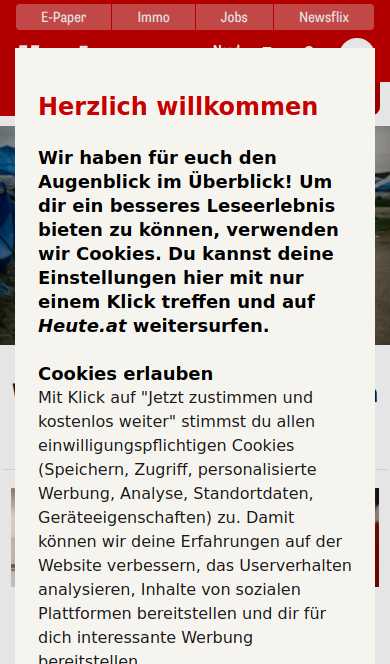 E-Paper
Immo
Jobs
Newsflix
Herzlich willkommen
Wir haben für euch den
Augenblick im Überblick! Um
dir ein besseres Leseerlebnis
bieten zu können, verwenden
wir Cookies. Du kannst deine
Einstellungen hier mit nur
einem Klick treffen und auf
Heute.at weitersurfen.
Cookies erlauben
Mit Klick auf "Jetzt zustimmen und
kostenlos weiter" stimmst du allen
einwilligungspflichtigen Cookies
(Speichern, Zugriff, personalisierte
Werbung, Analyse, Standortdaten,
Geräteeigenschaften) zu. Damit
können wir deine Erfahrungen auf der
Website verbessern, das Userverhalten
analysieren, Inhalte von sozialen
Plattformen bereitstellen und dir für
dich interessante Werbung
bereitstellen